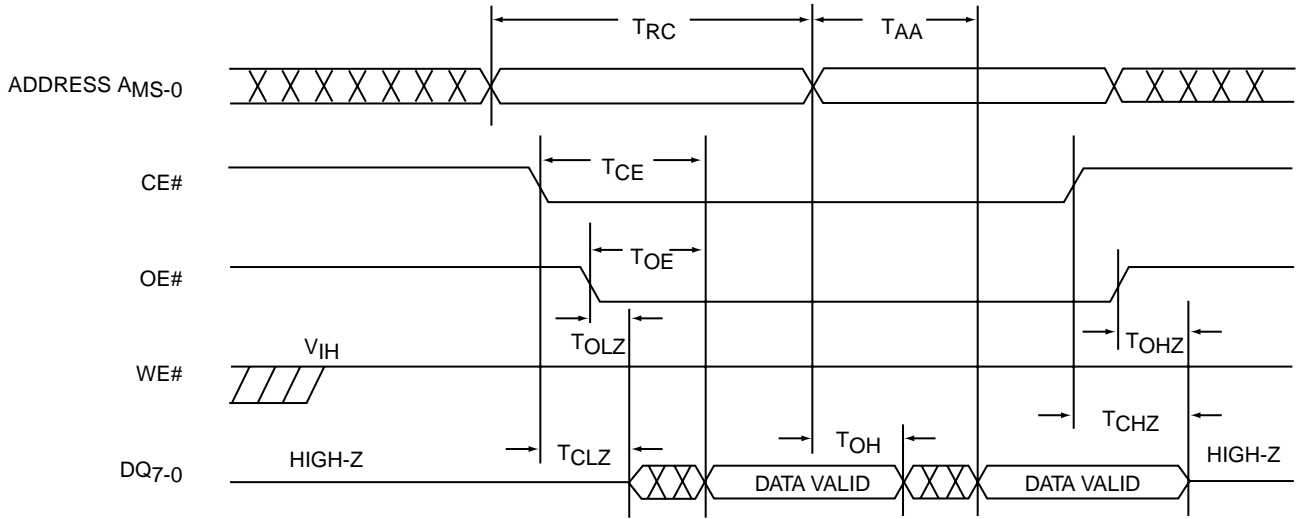 TRC
TAA
ADDRESS AMS-0
TCE
CE#
TOE
OE#
TOLZ
TOHZ
VIH
WE#
TCHZ
TCLZ
TOH
HIGH-Z
HIGH-Z
DQ7-0
DATA VALID
DATA VALID